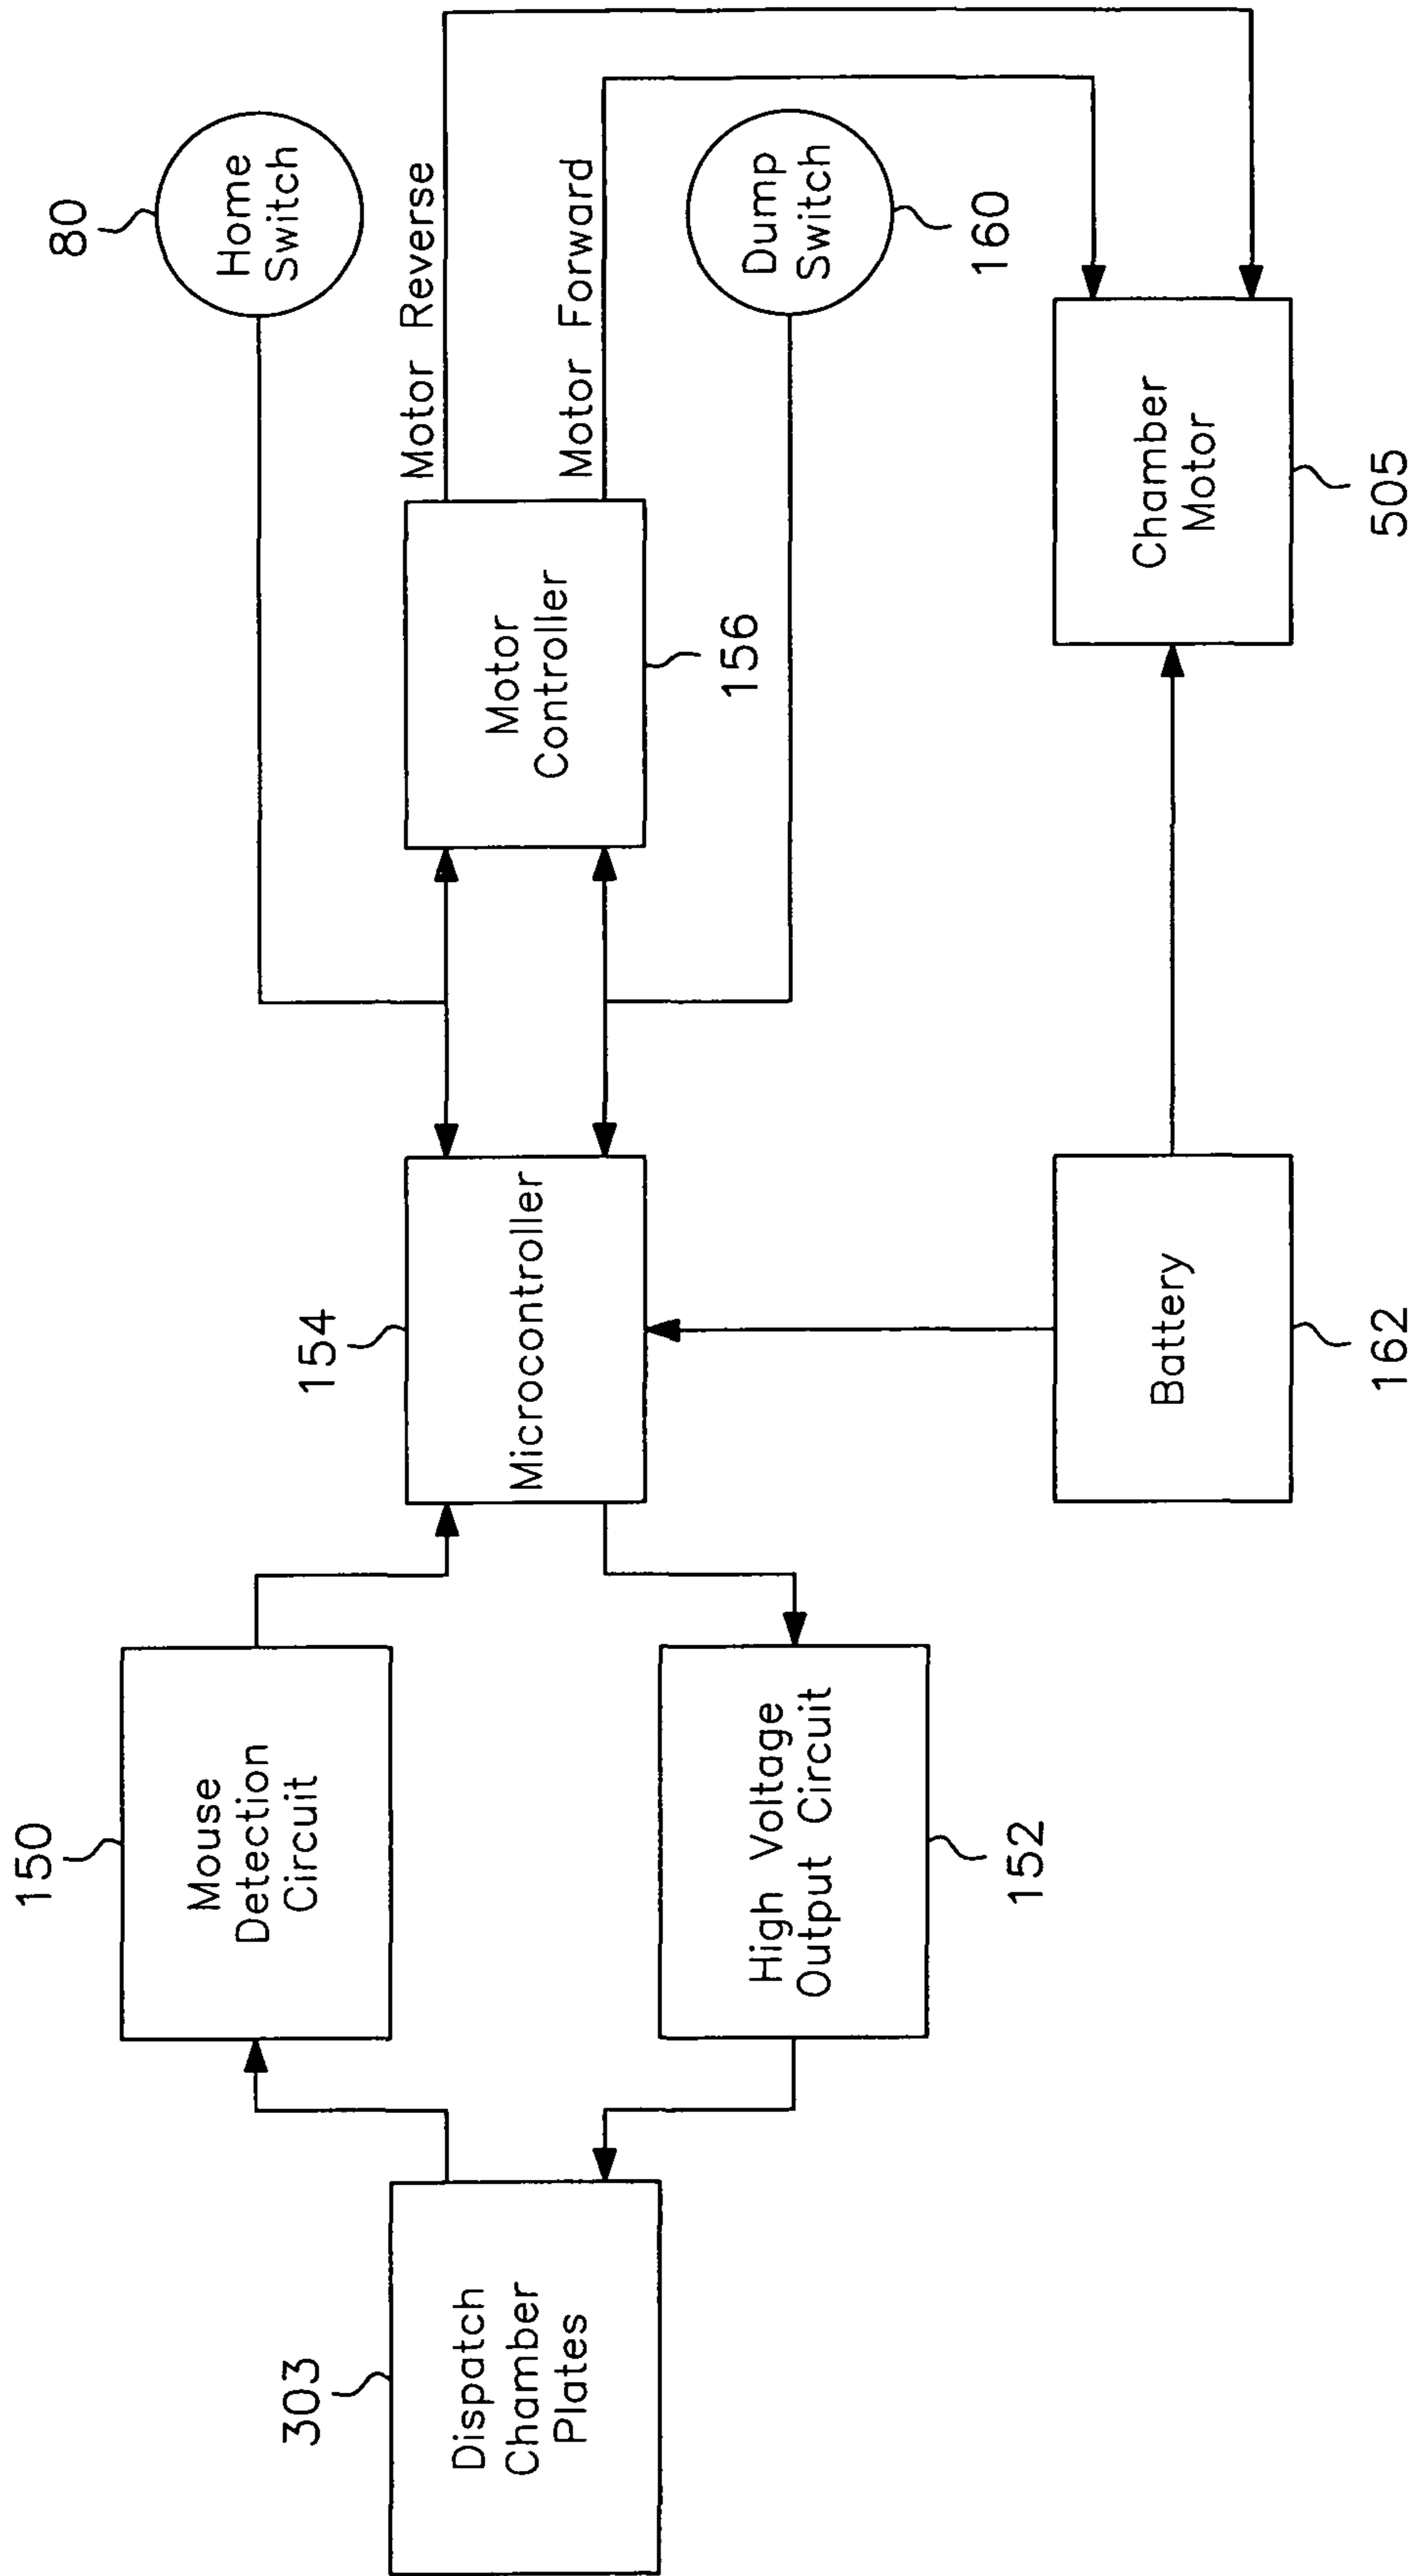 80
Home
Switch
Motor Reverse
150
Mouse
Detection
Circuit
303
Dispatch
Chamber
Plates
154
Microcontroller
Motor
Controller
156
Motor Forward
Dump
Switch
160
High Voltage
Output Circuit
152
Battery
162
Chamber
Motor
505